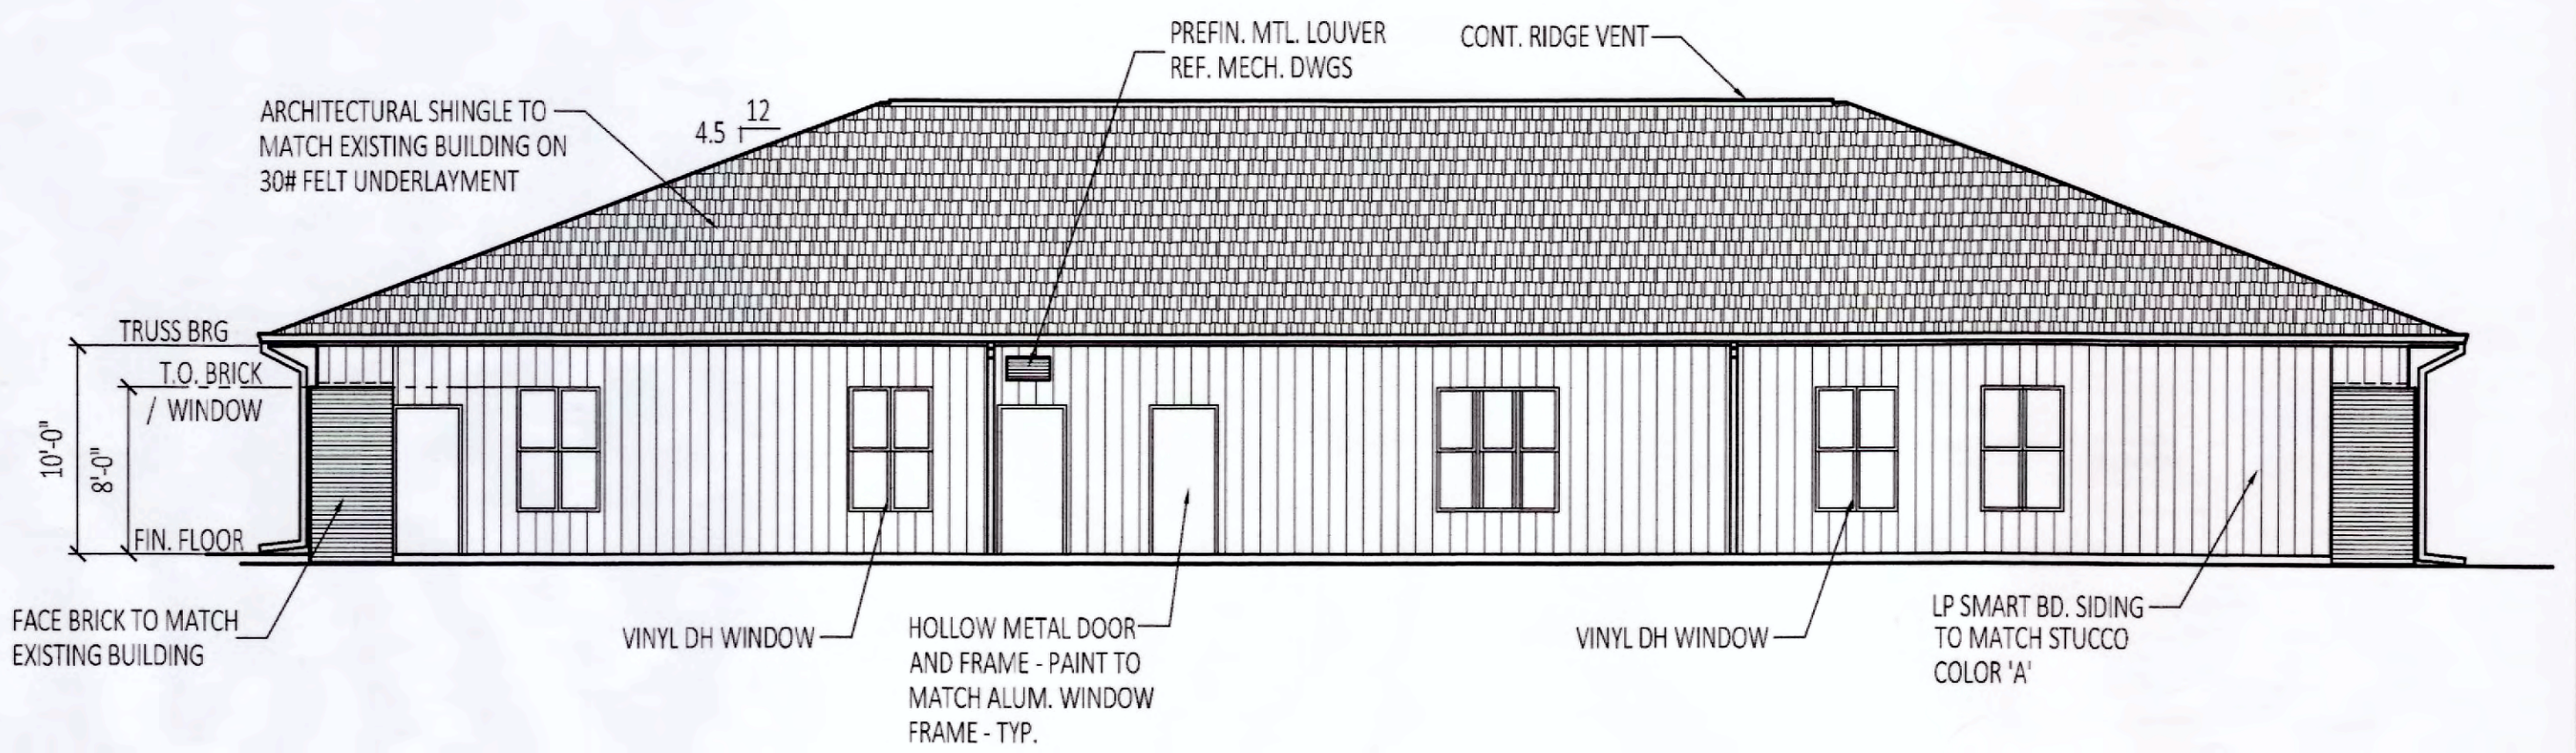 PREFIN. MTL. LOUVER
REF. MECH. DWGS
CONT. RIDGE VENT
ARCHITECTURAL SHINGLE TO
MATCH EXISTING BUILDING ON
30# FELT UNDERLAYMENT
12
4.5
TRUSS BRG
T.O. BRICK
/ WINDOW
10'-0"
8'-0"
FIN. FLOOR
FACE BRICK TO MATCH
EXISTING BUILDING
VINYL DH WINDOW
HOLLOW METAL DOOR
AND FRAME - PAINT TO
MATCH ALUM. WINDOW
FRAME - TYP.
VINYL DH WINDOW
LP SMART BD. SIDING
TO MATCH STUCCO
COLOR 'A'